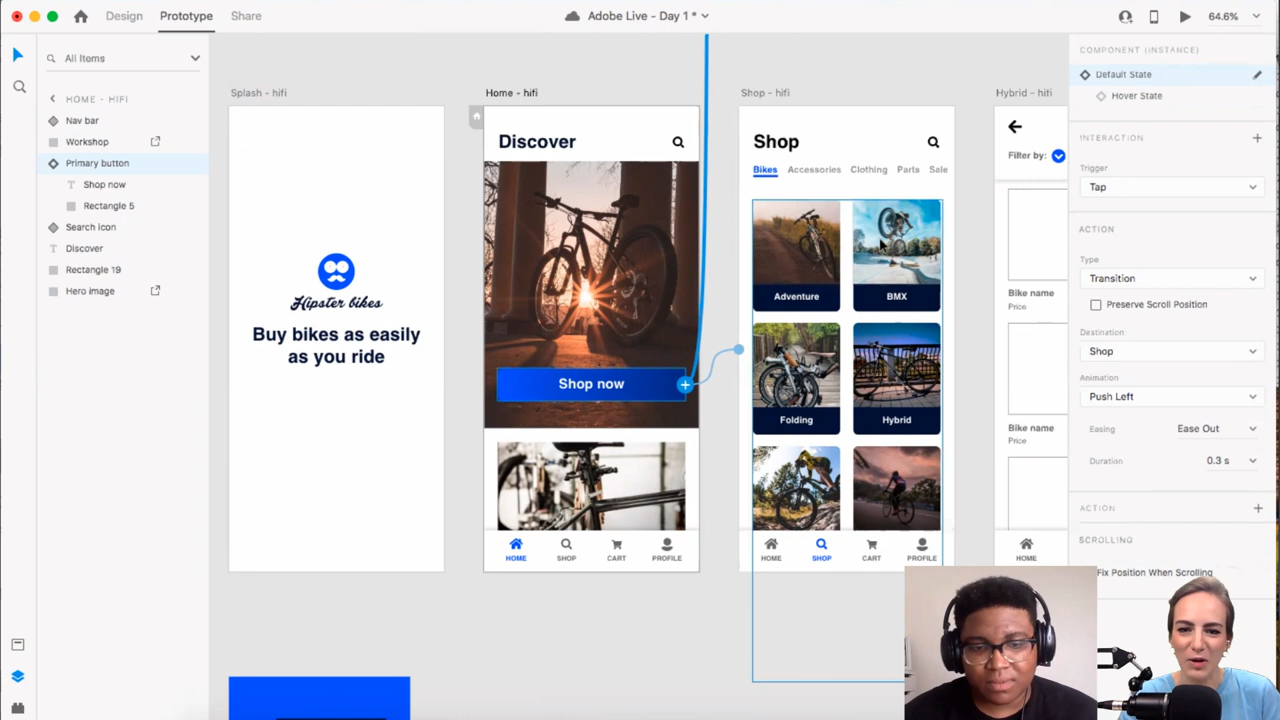 Design
Prototype
Share
Adobe Live - Day 1 *
64.6%
All Items
HOME - HIFI
Nav bar
Workshop
Primary button
Shop now
Rectangle 5
Search Icon
Discover
Rectangle 19
Hero image
Splash - hifi
Hipster bikes
Buy bikes as easily
as you ride
Home - hifi
Discover
Shop now
HOME
SHOP
CART
PROFILE
Shop - hifi
Shop
Bikes
Accessories
Clothing
Parts
Sale
Adventure
BMX
Folding
Hybrid
HOME
SHOP
CART
PROFILE
Hybrid - hifi
Filter by:
Bike name
Price
Bike name
Price
HOME
COMPONENT (INSTANCE)
Default State
Hover State
INTERACTION
Trigger
Tap
ACTION
Type
Transition
Preserve Scroll Position
Destination
Shop
Animation
Push Left
Easing
Ease Out
Duration
0.3 s
ACTION
SCROLLING
Fix Position When Scrolling